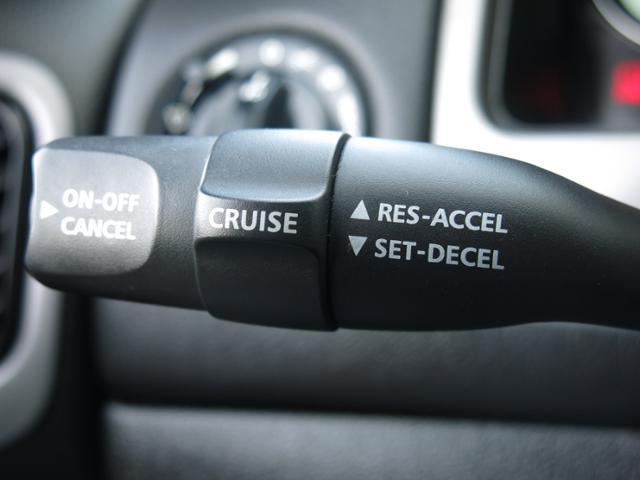 ▶ ON-OFF
CANCEL
CRUISE
▲ RES-ACCEL
▼ SET-DECEL